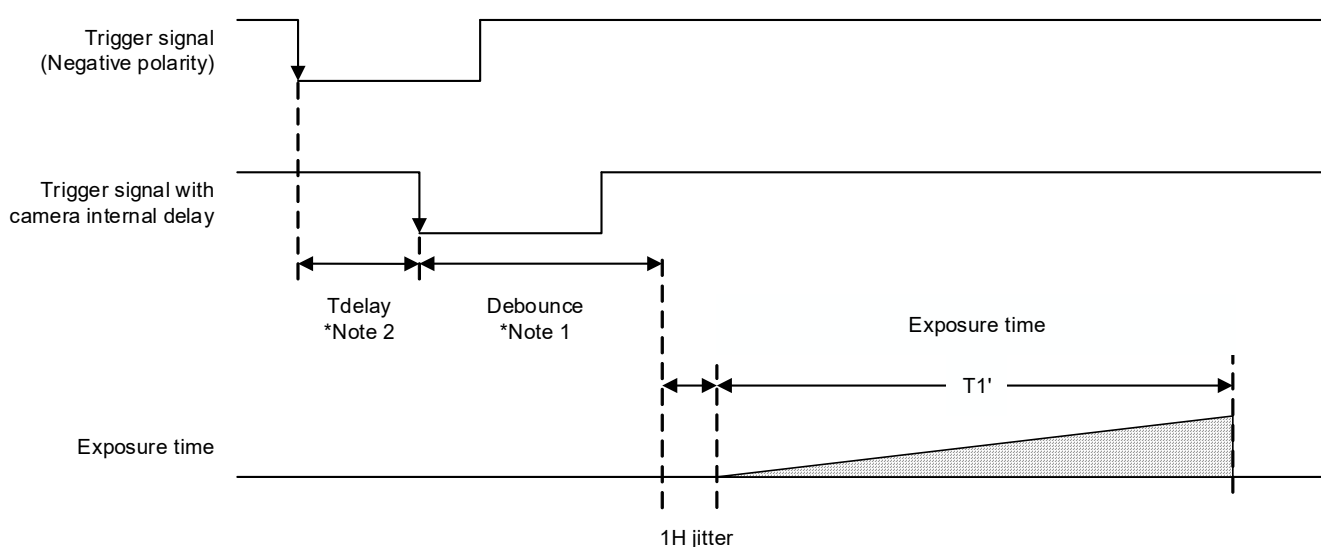 Trigger signal
(Negative polarity)
Trigger signal with
camera internal delay
Tdelay
*Note 2
Debounce
*Note 1
Exposure time
T1'
Exposure time
1H jitter